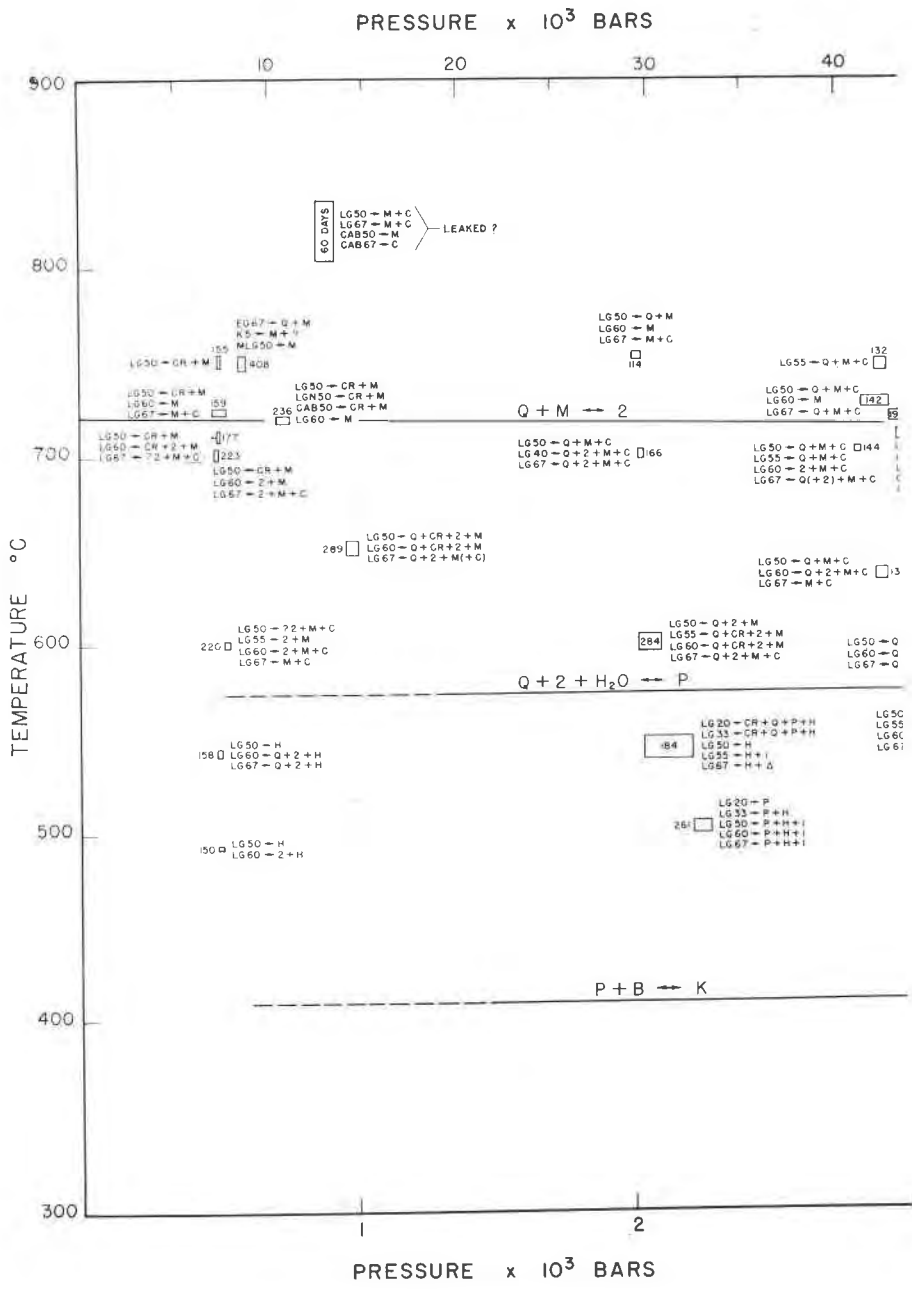 PRESSURE x 10³ BARS
10 20 30 40
900
60 DAYS
LG50 → M+C
LG67 → M+C
CAB50 → M
CAB67 → C
LEAKED ?
800
EG67 → Q+M
K5 → M+?
MLG50 → M
LG50 → CR+M
155
408
LG50 → Q+M
LG60 → M
LG67 → M+C
114
LG55 → Q+M+C
132
LG50 → CR+M
LG60 → M
LG67 → M+C
159
236
LG50 → CR+M
LGN50 → CR+M
CAB50 → CR+M
LG60 → M
LG50 → Q+M+C
LG60 → M
LG67 → Q+M+C
142
Q + M ↔ 2
700
LG50 → CR+M
LG60 → CR+2+M
LG67 → ?2+M+C
177
223
LG50 → CR+M
LG60 → 2+M
LG67 → 2+M+C
LG50 → Q+M+C
LG40 → Q+2+M+C
LG67 → Q+2+M+C
166
LG50 → Q+M+C
LG55 → Q+M+C
LG60 → 2+M+C
LG67 → Q(+2)+M+C
144
289
LG50 → Q+CR+2+M
LG60 → Q+CR+2+M
LG67 → Q+2+M(+C)
LG50 → Q+M+C
LG60 → Q+2+M+C
LG67 → M+C
13
600
220
LG50 → ?2+M+C
LG55 → 2+M
LG60 → 2+M+C
LG67 → M+C
284
LG50 → Q+2+M
LG55 → Q+CR+2+M
LG60 → Q+CR+2+M
LG67 → Q+2+M+C
LG50 → Q
LG60 → Q
LG67 → Q
Q + 2 + H₂O ↔ P
158
LG50 → H
LG60 → Q+2+H
LG67 → Q+2+H
184
LG20 → CR+Q+P+H
LG33 → CR+Q+P+H
LG50 → H
LG55 → H+I
LG67 → H+Δ
LG50
LG55
500
150
LG50 → H
LG60 → 2+H
261
LG20 → P
LG33 → P+H
LG50 → P+H+I
LG60 → P+H+I
LG67 → P+H+I
P + B ↔ K
400
300
TEMPERATURE °C
1 2
PRESSURE x 10³ BARS